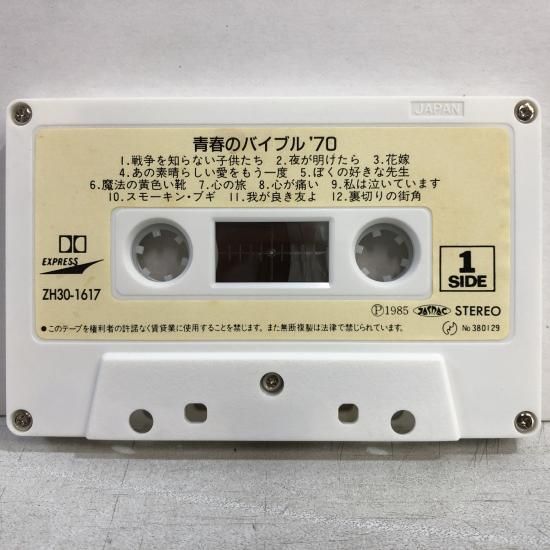 JAPAN
青春のバイブル '70
1.戦争を知らない子供たち 2.夜が明けたら 3.花嫁
4.あの素晴らしい愛をもう一度 5.ぼくの好きな先生
6.魔法の黄色い靴 7.心の旅 8.心が痛い 9.私は泣いています
10.スモーキン・ブギ 11.我が良き友よ 12.裏切りの街角
EXPRESS
ZH30-1617
1
SIDE
Ⓟ1985 JASRAC STEREO
●このテープを権利者の許諾なく賃貸業に使用することを禁じます。また無断複製は法律で禁じられています。
No380129